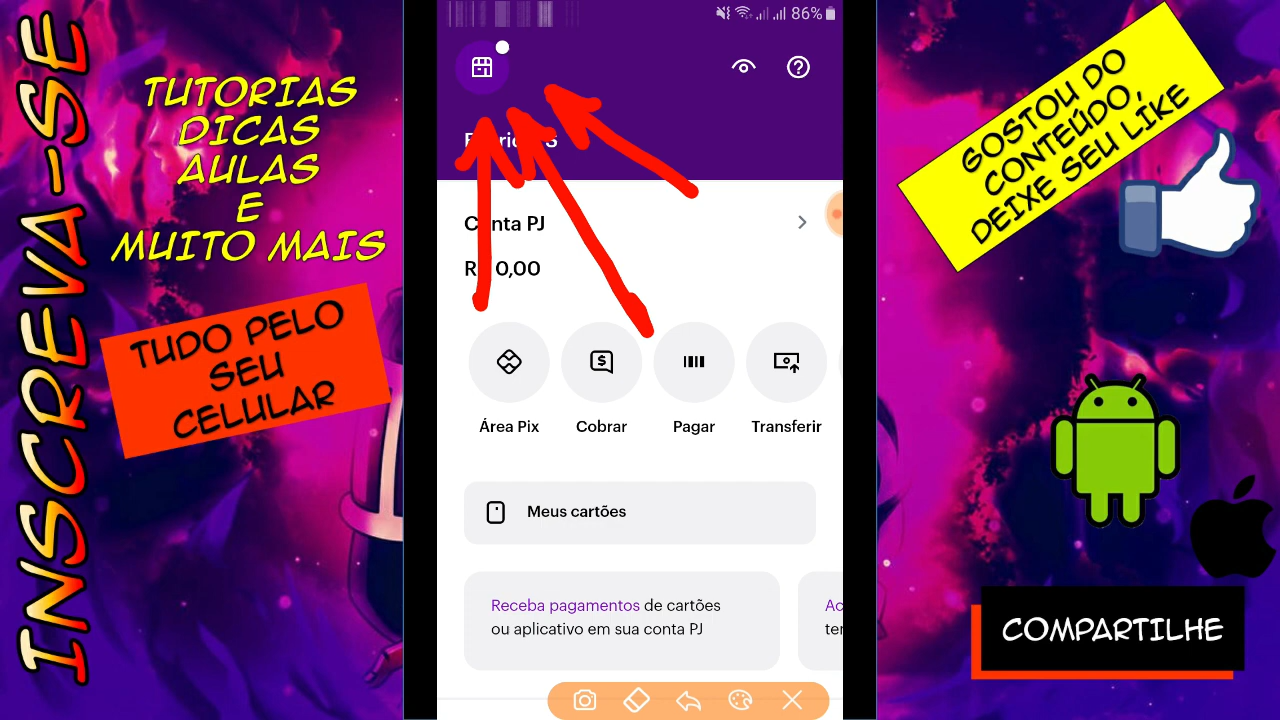 INSCREVA-SE
TUTORIAS
DICAS
AULAS
E
MUITO MAIS
TUDO PELO
SEU
CELULAR
86%
Conta PJ
R$ 0,00
Área Pix
Cobrar
Pagar
Transferir
Meus cartões
Receba pagamentos de cartões
ou aplicativo em sua conta PJ
GOSTOU DO
CONTEÚDO,
DEIXE SEU LIKE
COMPARTILHE